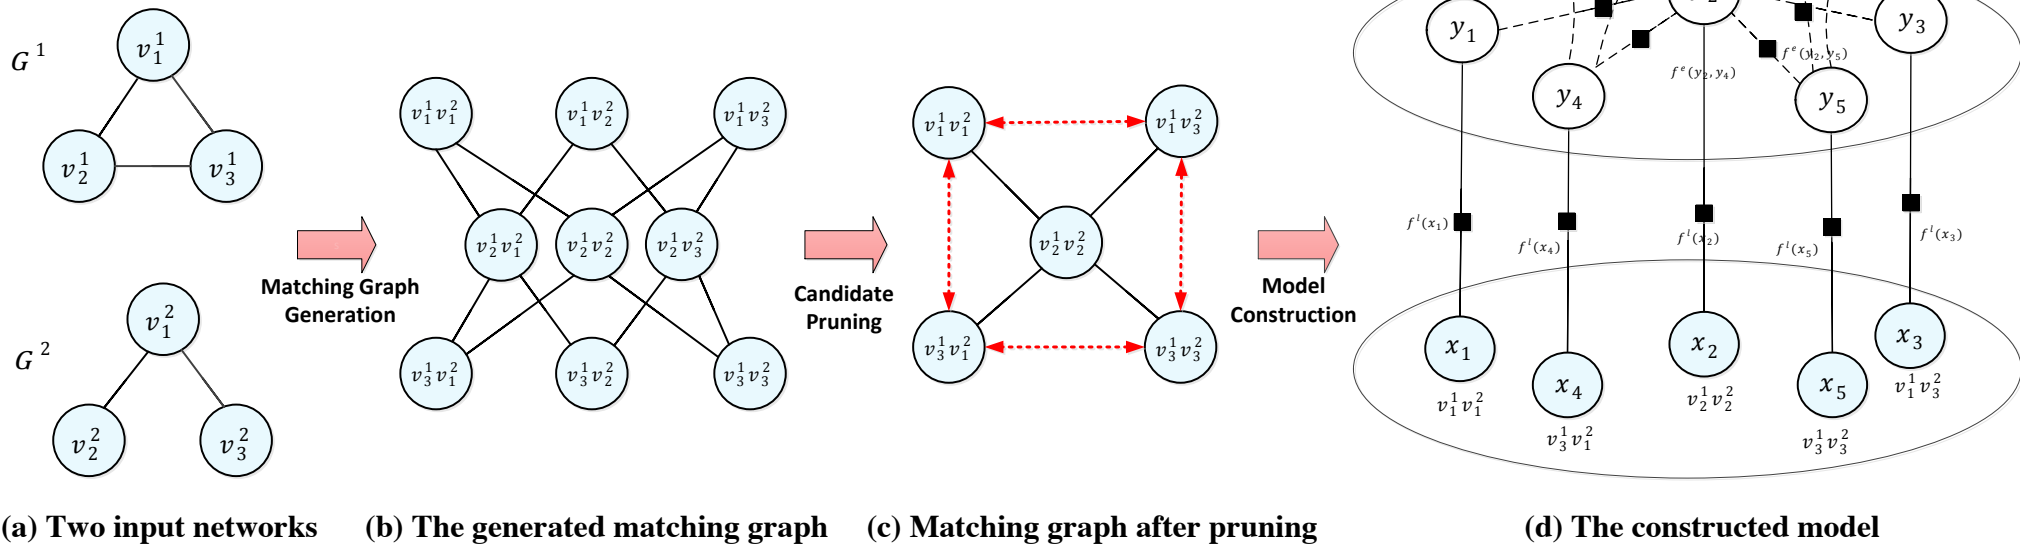 G¹
v₁¹
v₂¹ v₃¹
G²
v₁²
v₂² v₃²
(a) Two input networks
Matching Graph
Generation
v₁¹v₁² v₁¹v₂² v₁¹v₃²
v₂¹v₁² v₂¹v₂² v₂¹v₃²
v₃¹v₁² v₃¹v₂² v₃¹v₃²
(b) The generated matching graph
Candidate
Pruning
v₁¹v₁² v₁¹v₃²
v₂¹v₂²
v₃¹v₁² v₃¹v₃²
(c) Matching graph after pruning
Model
Construction
y₁ y₃
y₄ y₅
fᵉ(y₂, y₄) fᵉ(y₂, y₅)
fˡ(x₁) fˡ(x₄) fˡ(x₂) fˡ(x₅) fˡ(x₃)
x₁ x₄ x₂ x₅ x₃
v₁¹v₁² v₃¹v₁² v₂¹v₂² v₃¹v₃² v₁¹v₃²
(d) The constructed model